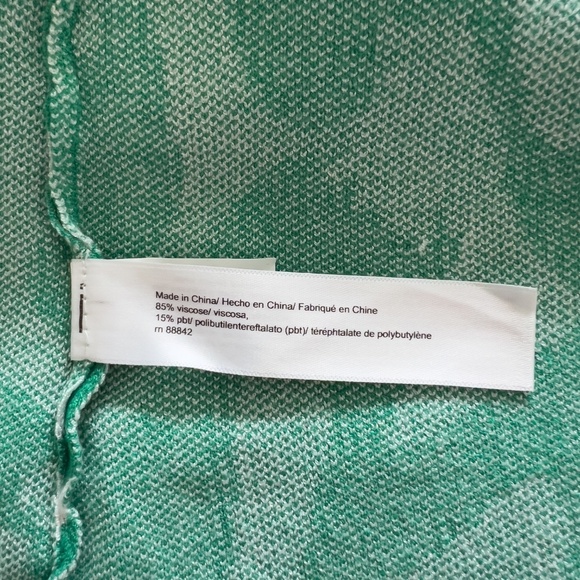 Made in China/ Hecho en China/ Fabriqué en Chine
85% viscose/ viscosa,
15% pbt/ polibutilentereftalato (pbt)/ téréphtalate de polybutylène
rn 88842